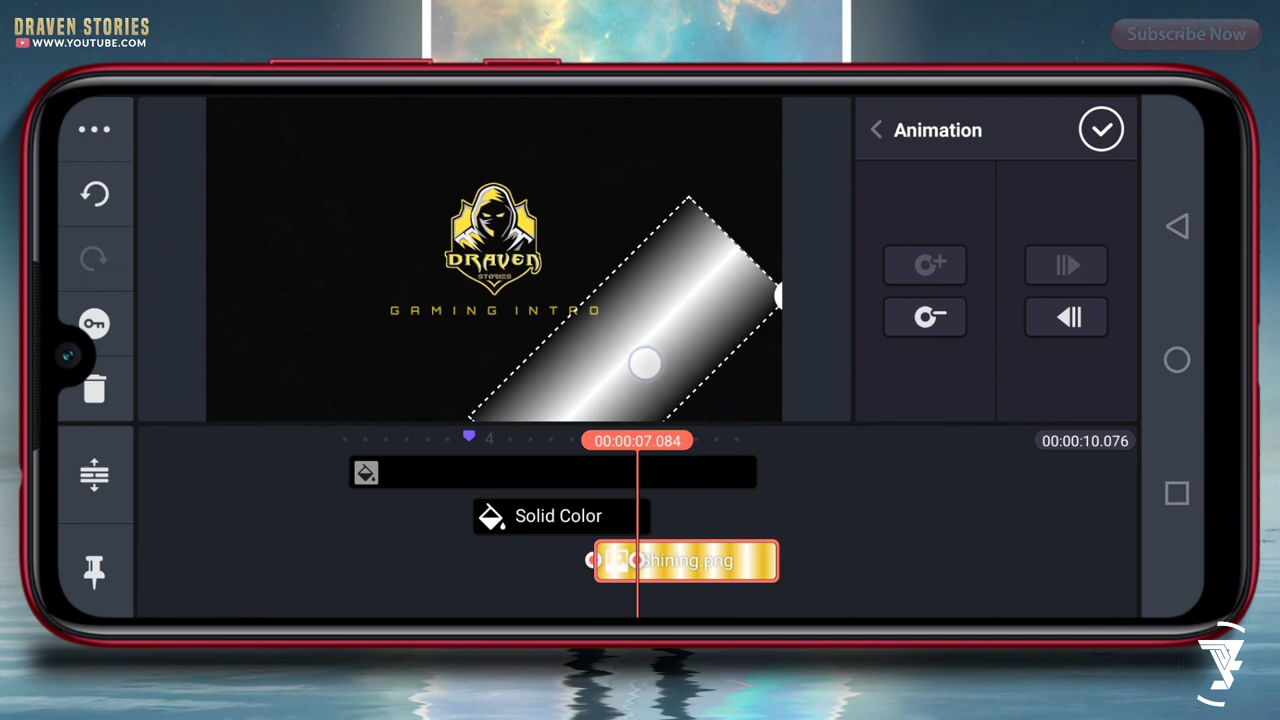 DRAVEN STORIES
WWW.YOUTUBE.COM
Subscribe Now
Animation
DRAVEN
STORIES
GAMING INTRO
4
00:00:07.084
00:00:10.076
Solid Color
Shining.png